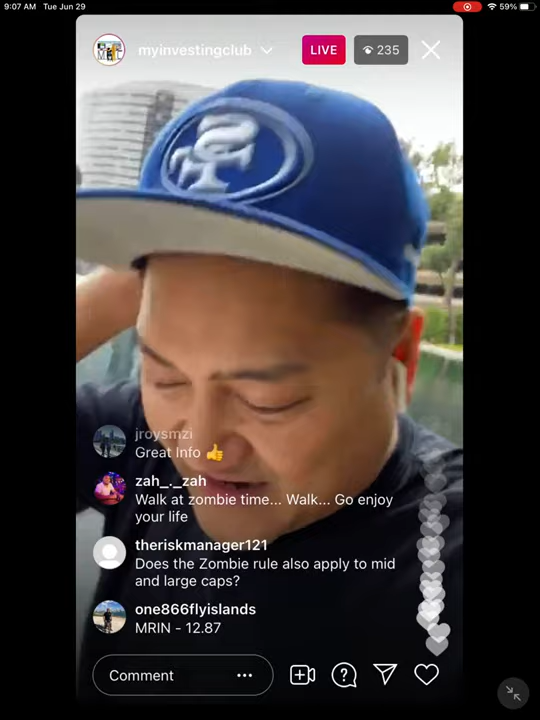 9:07 AM Tue Jun 29
59%
myinvestingclub
LIVE
235
jroysmzi
Great Info 👍
zah_._zah
Walk at zombie time... Walk... Go enjoy
your life
theriskmanager121
Does the Zombie rule also apply to mid
and large caps?
one866flyislands
MRIN - 12.87
Comment